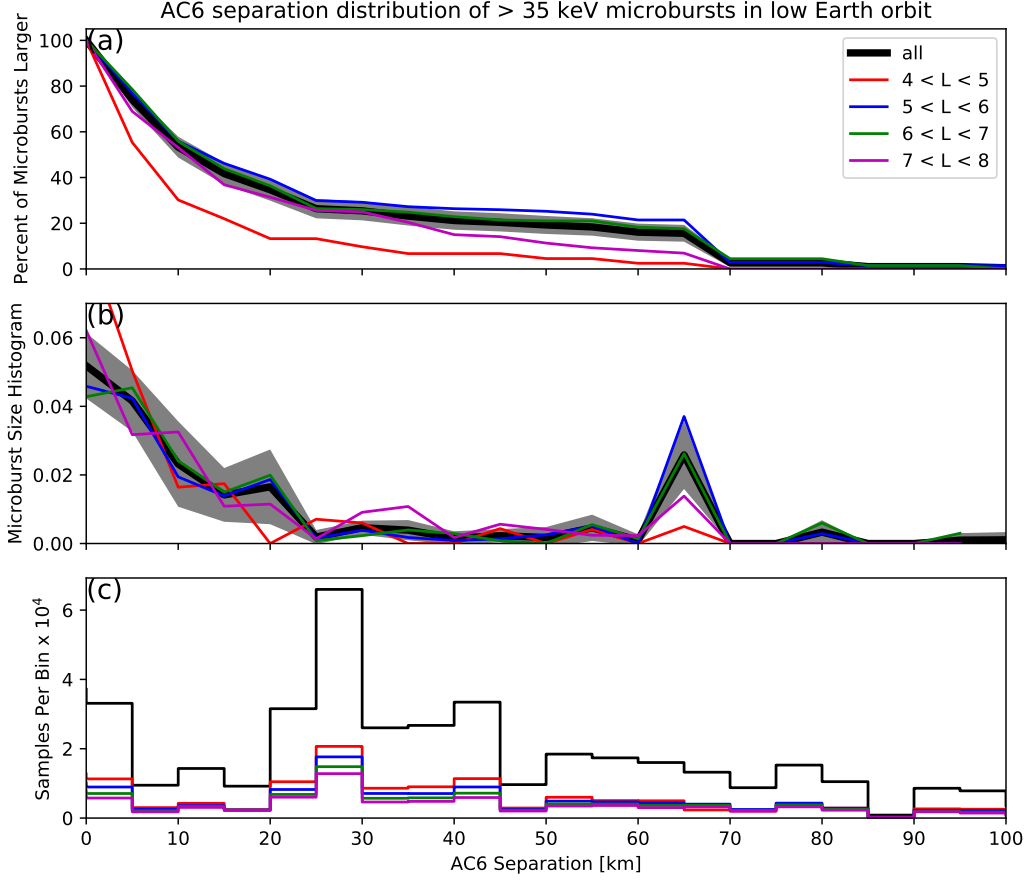 AC6 separation distribution of > 35 keV microbursts in low Earth orbit
(a)
Percent of Microbursts Larger
100
80
60
40
20
0
all
4 < L < 5
5 < L < 6
6 < L < 7
7 < L < 8
(b)
Microburst Size Histogram
0.06
0.04
0.02
0.00
(c)
Samples Per Bin x 10⁴
6
4
2
0
0 10 20 30 40 50 60 70 80 90 100
AC6 Separation [km]